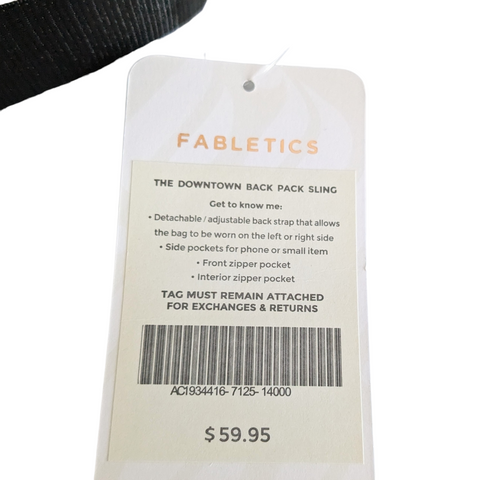 FABLETICS
THE DOWNTOWN BACK PACK SLING
Get to know me:
• Detachable / adjustable back strap that allows
the bag to be worn on the left or right side
• Side pockets for phone or small item
• Front zipper pocket
• Interior zipper pocket
TAG MUST REMAIN ATTACHED
FOR EXCHANGES & RETURNS
AC1934416- 7125- 14000
$59.95